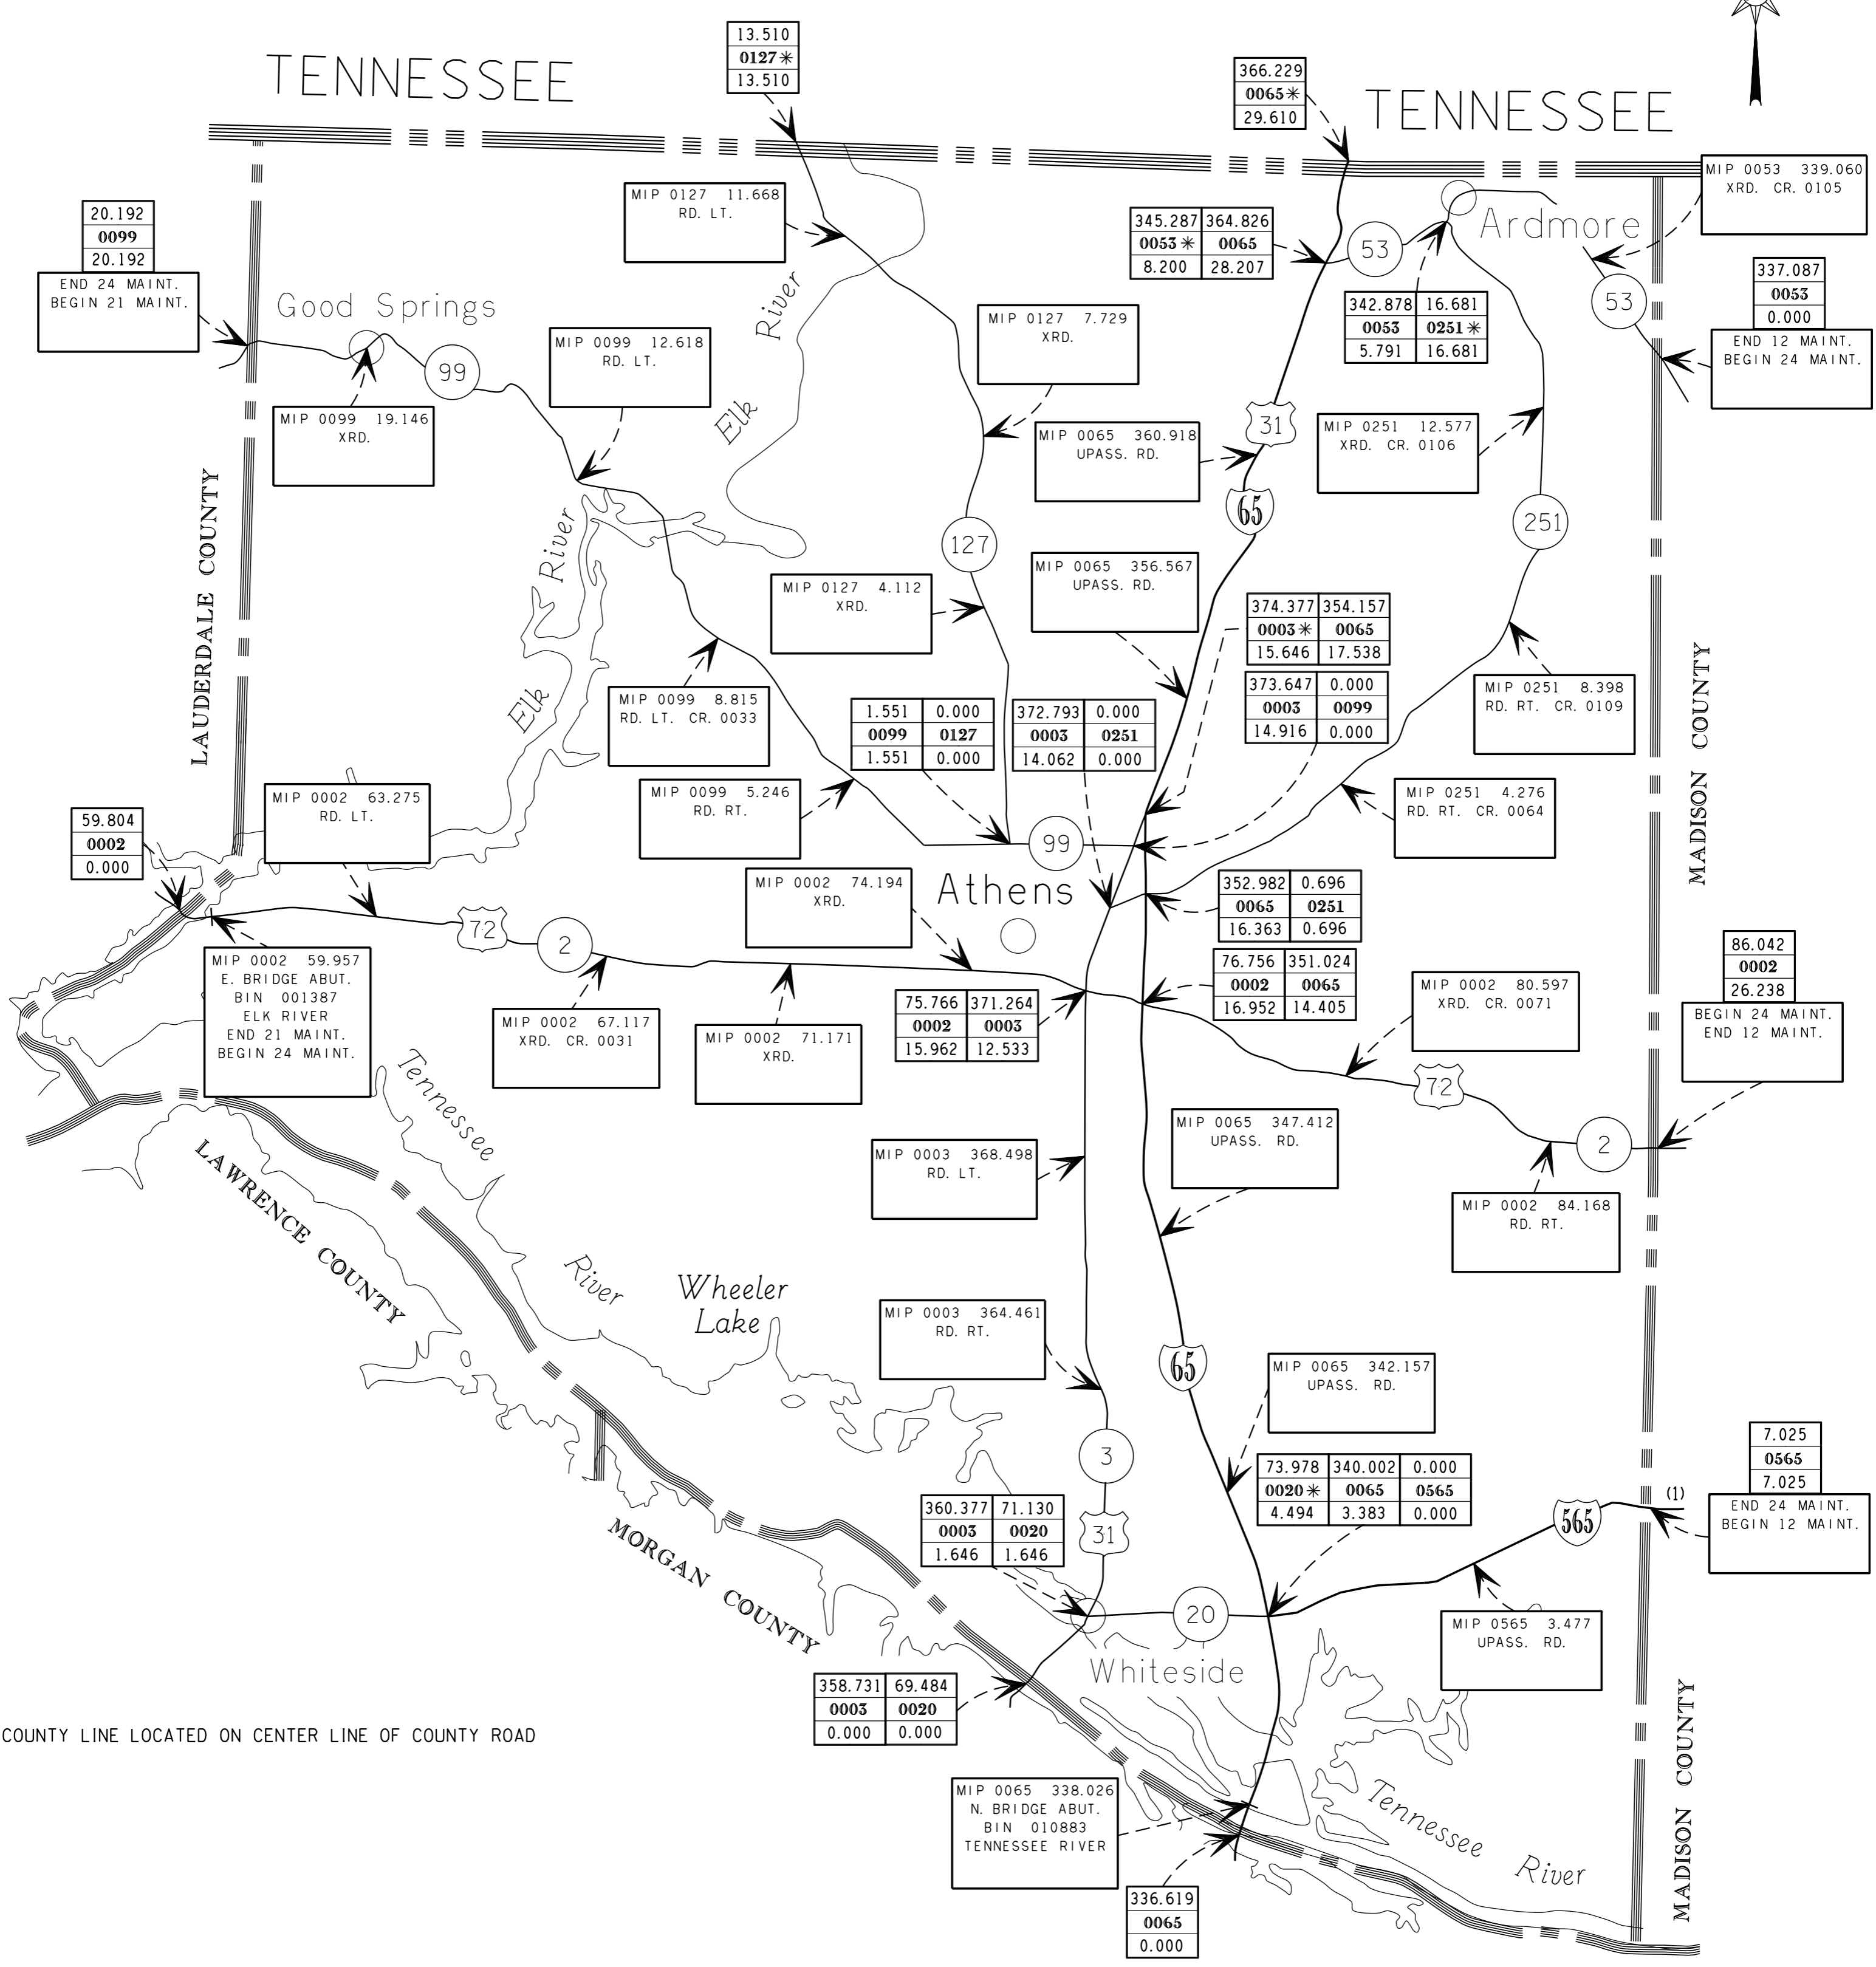 TENNESSEE
13.510
0127*
13.510
366.229
0065*
29.610
TENNESSEE
MIP 0053 339.060
XRD. CR. 0105
MIP 0127 11.668
RD. LT.
20.192
0099
20.192
END 24 MAINT.
BEGIN 21 MAINT.
345.287 364.826
0053* 0065
8.200 28.207
53
Ardmore
337.087
0053
0.000
END 12 MAINT.
BEGIN 24 MAINT.
53
Good Springs
River
Elk
342.878 16.681
0053 0251*
5.791 16.681
MIP 0127 7.729
XRD.
MIP 0099 12.618
RD. LT.
99
MIP 0099 19.146
XRD.
31
MIP 0065 360.918
UPASS. RD.
MIP 0251 12.577
XRD. CR. 0106
65
251
LAUDERDALE COUNTY
River
Elk
127
MIP 0065 356.567
UPASS. RD.
MIP 0127 4.112
XRD.
374.377 354.157
0003* 0065
15.646 17.538
MADISON COUNTY
MIP 0099 8.815
RD. LT. CR. 0033
1.551 0.000
0099 0127
1.551 0.000
372.793 0.000
0003 0251
14.062 0.000
373.647 0.000
0003 0099
14.916 0.000
MIP 0251 8.398
RD. RT. CR. 0109
MIP 0002 63.275
RD. LT.
MIP 0099 5.246
RD. RT.
MIP 0251 4.276
RD. RT. CR. 0064
59.804
0002
0.000
99
MIP 0002 74.194
XRD.
Athens
352.982 0.696
0065 0251
16.363 0.696
72
2
MIP 0002 59.957
E. BRIDGE ABUT.
BIN 001387
ELK RIVER
END 21 MAINT.
BEGIN 24 MAINT.
76.756 351.024
0002 0065
16.952 14.405
86.042
0002
26.238
BEGIN 24 MAINT.
END 12 MAINT.
MIP 0002 80.597
XRD. CR. 0071
75.766 371.264
0002 0003
15.962 12.533
MIP 0002 67.117
XRD. CR. 0031
MIP 0002 71.171
XRD.
72
2
Tennessee
MIP 0065 347.412
UPASS. RD.
MIP 0003 368.498
RD. LT.
MIP 0002 84.168
RD. RT.
LAWRENCE COUNTY
River
Wheeler
Lake
MIP 0003 364.461
RD. RT.
65
MIP 0065 342.157
UPASS. RD.
3
73.978 340.002 0.000
0020* 0065 0565
4.494 3.383 0.000
7.025
0565
7.025
END 24 MAINT.
BEGIN 12 MAINT.
(1)
565
360.377 71.130
0003 0020
1.646 1.646
31
MORGAN COUNTY
20
MIP 0565 3.477
UPASS. RD.
Whiteside
358.731 69.484
0003 0020
0.000 0.000
MADISON COUNTY
COUNTY LINE LOCATED ON CENTER LINE OF COUNTY ROAD
MIP 0065 338.026
N. BRIDGE ABUT.
BIN 010883
TENNESSEE RIVER
Tennessee
River
336.619
0065
0.000